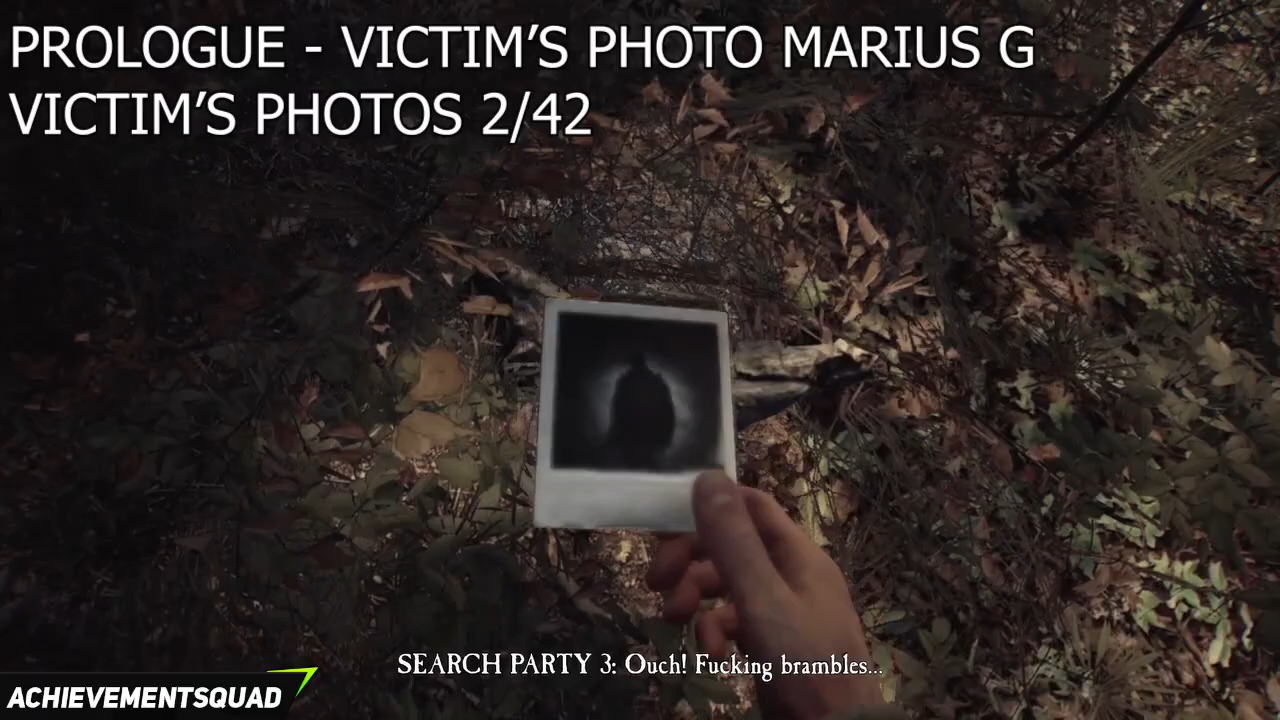 PROLOGUE - VICTIM'S PHOTO MARIUS G
VICTIM'S PHOTOS 2/42
SEARCH PARTY 3: Ouch! Fucking brambles...
ACHIEVEMENTSQUAD